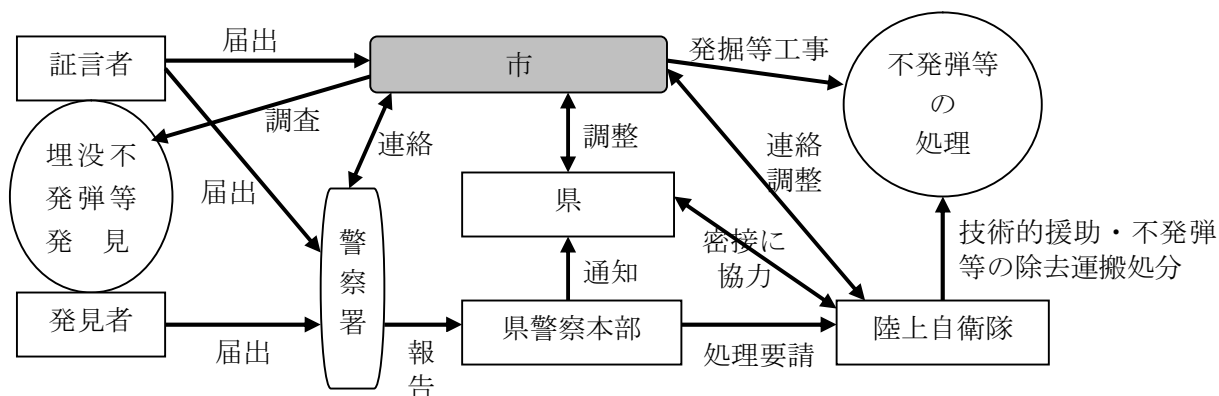 届出
証言者
市
発掘等工事
不発弾等
の
処理
調査
連絡
調整
連絡
調整
埋没不
発弾等
発　見
届出
県
警
察
署
密接に
協力
技術的援助・不発弾
等の除去運搬処分
通知
発見者
県警察本部
陸上自衛隊
届出
報
告
処理要請